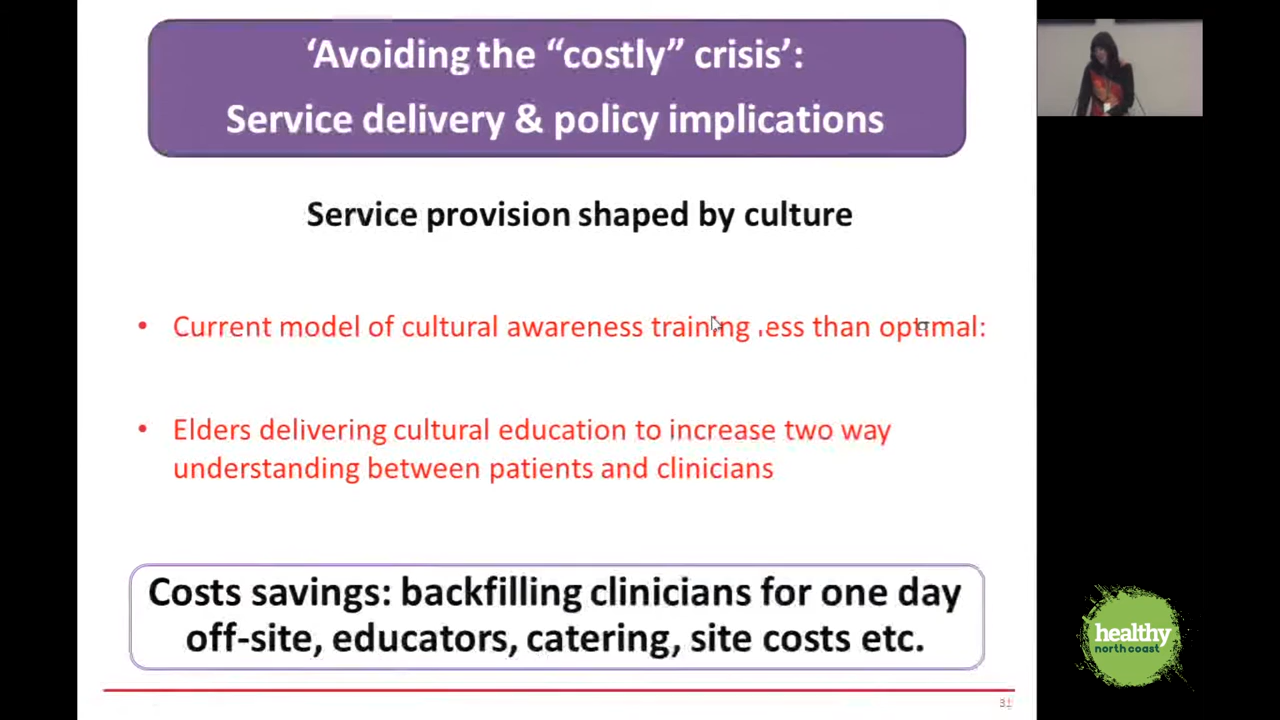 ‘Avoiding the “costly” crisis’:
Service delivery & policy implications
Service provision shaped by culture
• Current model of cultural awareness training less than optimal:
• Elders delivering cultural education to increase two way
understanding between patients and clinicians
Costs savings: backfilling clinicians for one day
off-site, educators, catering, site costs etc.
31
healthy
north coast